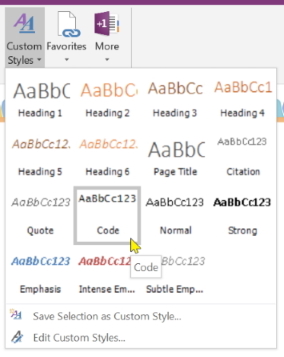 +1
Custom Styles Favorites More
AaBbC AaBbC AaBbCc AaBbCc1
Heading 1 Heading 2 Heading 3 Heading 4
AaBbCc12. AaBbCc12. AaBbC AaBbCc123
Heading 5 Heading 6 Page Title Citation
AaBbCc123 AaBbCc123 AaBbCc123 AaBbCc123
Quote Code Normal Strong
AaBbCc123 AaBbCc12 bCc123
Code
Emphasis Intense Em... Subtle Emp...
Save Selection as Custom Style...
Edit Custom Styles...